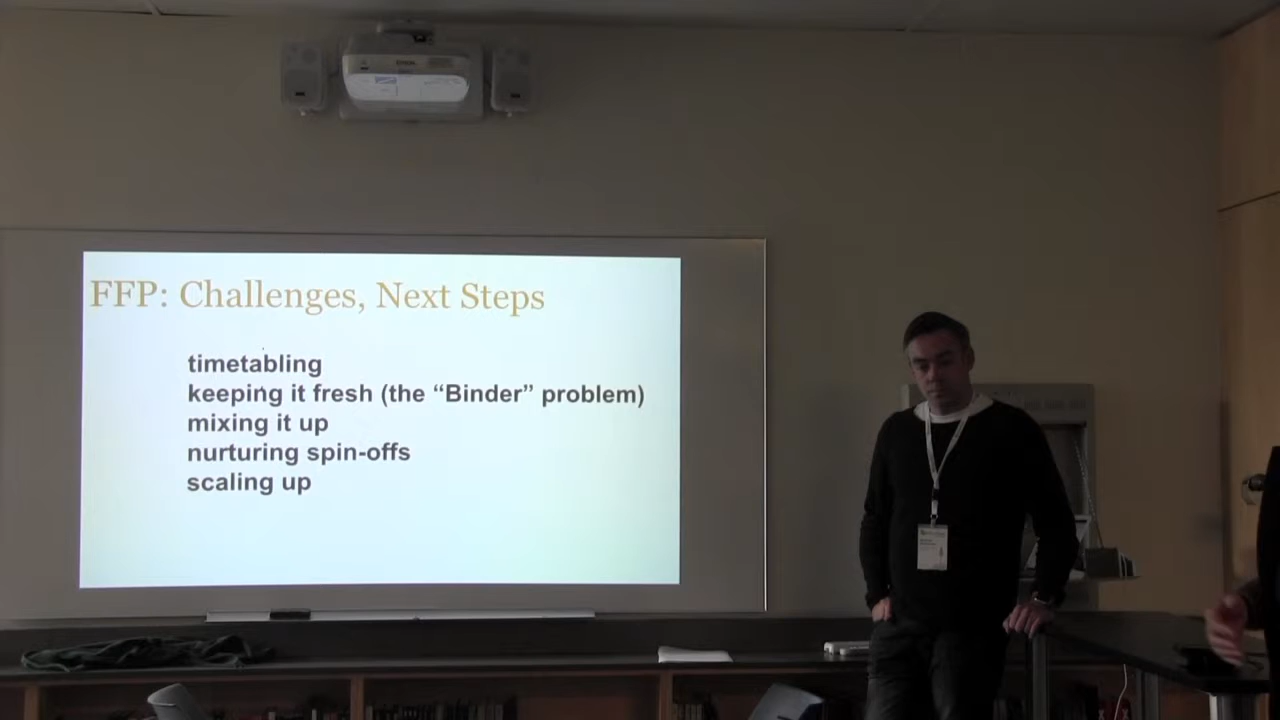 EPSON
FFP: Challenges, Next Steps
timetabling
keeping it fresh (the “Binder” problem)
mixing it up
nurturing spin-offs
scaling up